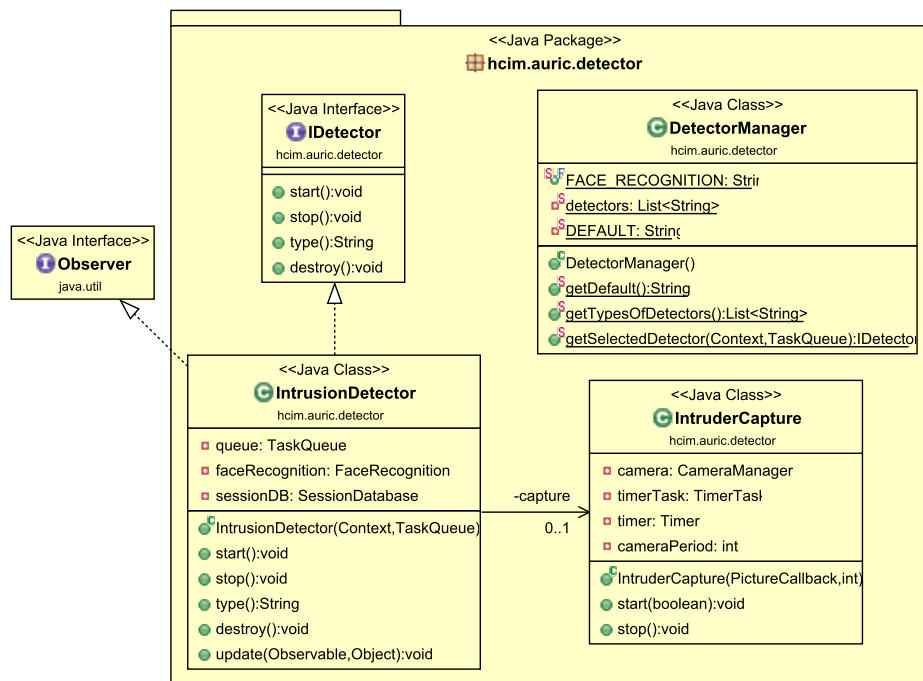 <<Java Package>>
hcim.auric.detector
<<Java Interface>>
IDetector
hcim.auric.detector
start():void
stop():void
type():String
destroy():void
<<Java Class>>
DetectorManager
hcim.auric.detector
FACE_RECOGNITION: Strin
detectors: List<String>
DEFAULT: String
DetectorManager()
getDefault():String
getTypesOfDetectors():List<String>
getSelectedDetector(Context,TaskQueue):IDetector
<<Java Interface>>
Observer
java.util
<<Java Class>>
IntrusionDetector
hcim.auric.detector
queue: TaskQueue
faceRecognition: FaceRecognition
sessionDB: SessionDatabase
IntrusionDetector(Context,TaskQueue)
start():void
stop():void
type():String
destroy():void
update(Observable,Object):void
-capture
0..1
<<Java Class>>
IntruderCapture
hcim.auric.detector
camera: CameraManager
timerTask: TimerTask
timer: Timer
cameraPeriod: int
IntruderCapture(PictureCallback,int)
start(boolean):void
stop():void